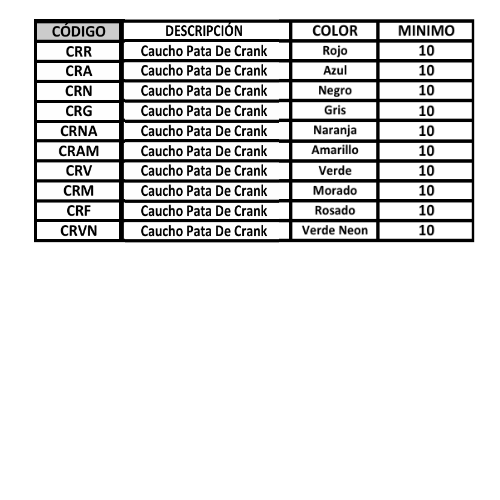 CÓDIGO DESCRIPCIÓN COLOR MINIMO
CRR Caucho Pata De Crank Rojo 10
CRA Caucho Pata De Crank Azul 10
CRN Caucho Pata De Crank Negro 10
CRG Caucho Pata De Crank Gris 10
CRNA Caucho Pata De Crank Naranja 10
CRAM Caucho Pata De Crank Amarillo 10
CRV Caucho Pata De Crank Verde 10
CRM Caucho Pata De Crank Morado 10
CRF Caucho Pata De Crank Rosado 10
CRVN Caucho Pata De Crank Verde Neon 10